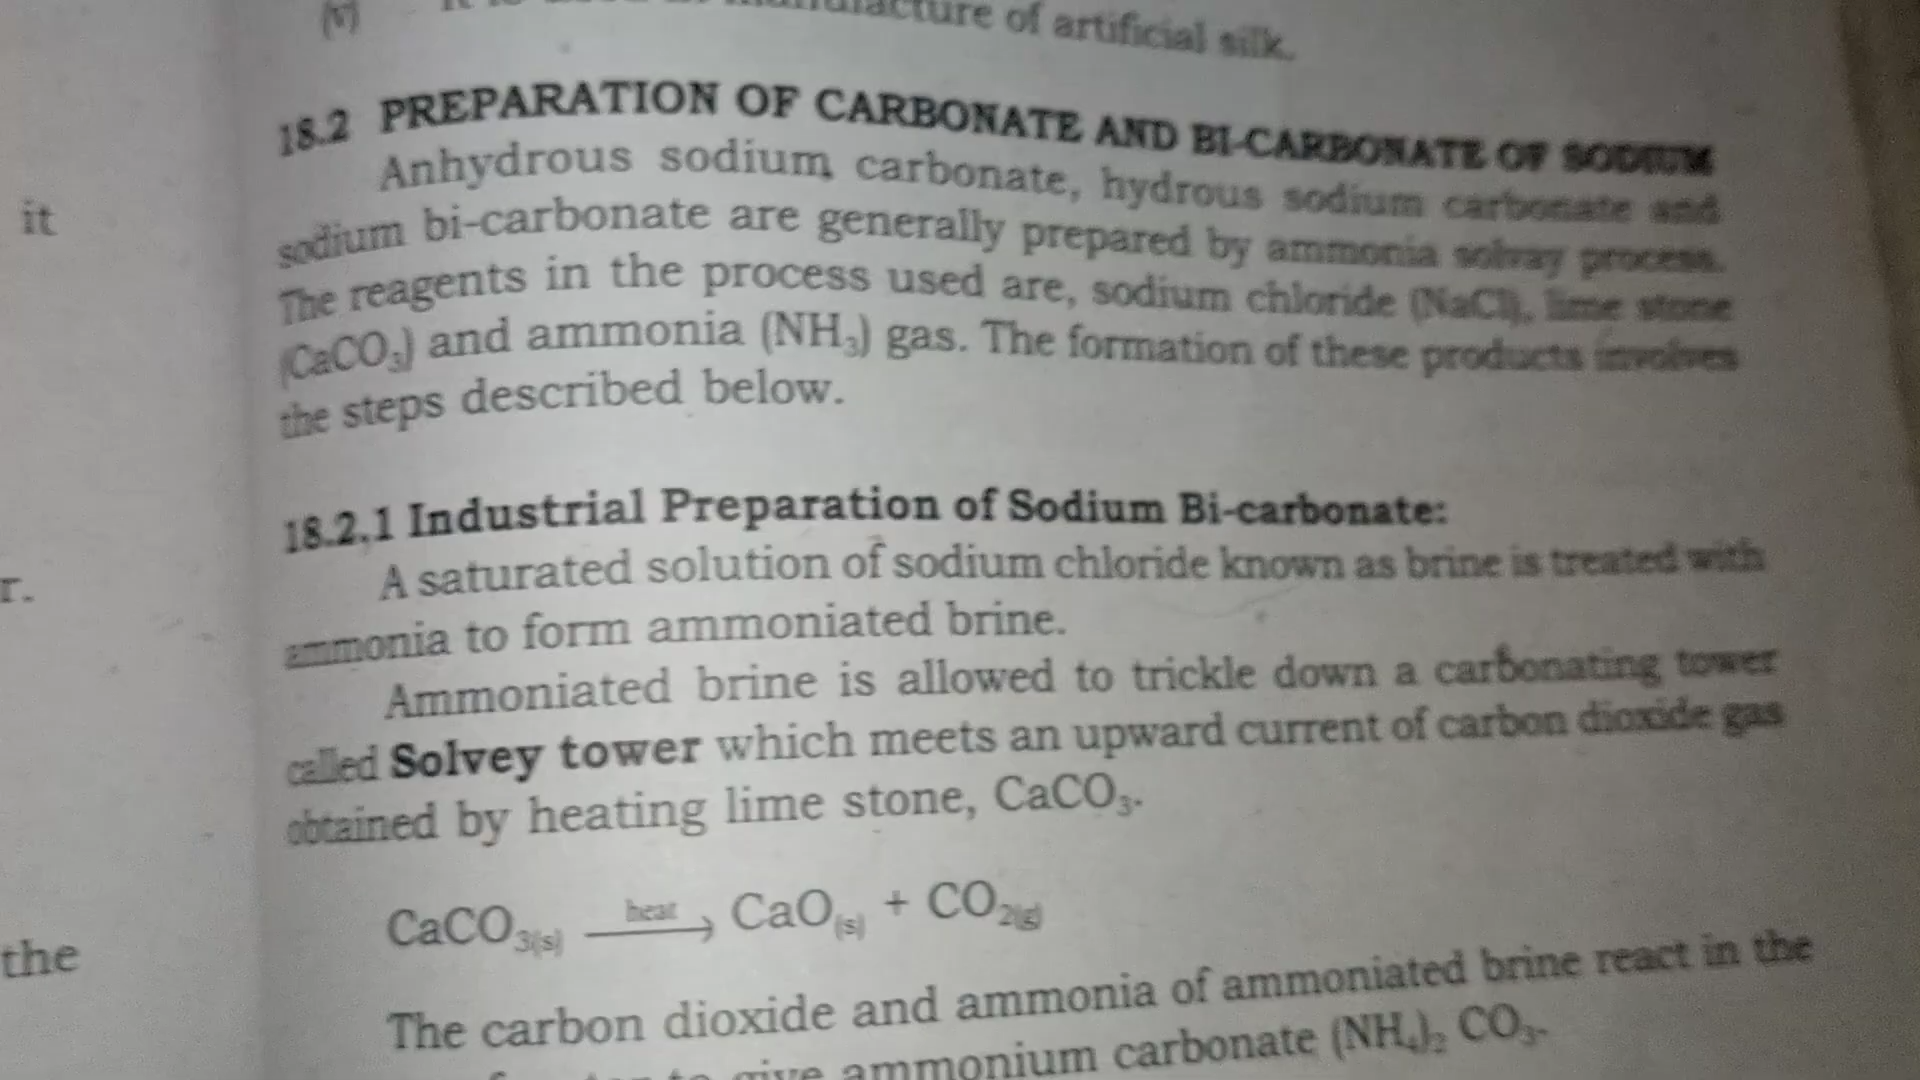 (v)
manufacture of artificial silk.
18.2 PREPARATION OF CARBONATE AND BI-CARBONATE OF SODIUM
Anhydrous sodium carbonate, hydrous sodium carbonate and
it
sodium bi-carbonate are generally prepared by ammonia solvay process.
The reagents in the process used are, sodium chloride (NaCl), lime stone
(CaCO₃) and ammonia (NH₃) gas. The formation of these products involves
the steps described below.
18.2.1 Industrial Preparation of Sodium Bi-carbonate:
A saturated solution of sodium chloride known as brine is treated with
r.
ammonia to form ammoniated brine.
Ammoniated brine is allowed to trickle down a carbonating tower
called Solvey tower which meets an upward current of carbon dioxide gas
obtained by heating lime stone, CaCO₃.
CaCO₃(s) heat → CaO(s) + CO₂(g)
the
The carbon dioxide and ammonia of ammoniated brine react in the
to give ammonium carbonate (NH₄)₂ CO₃.